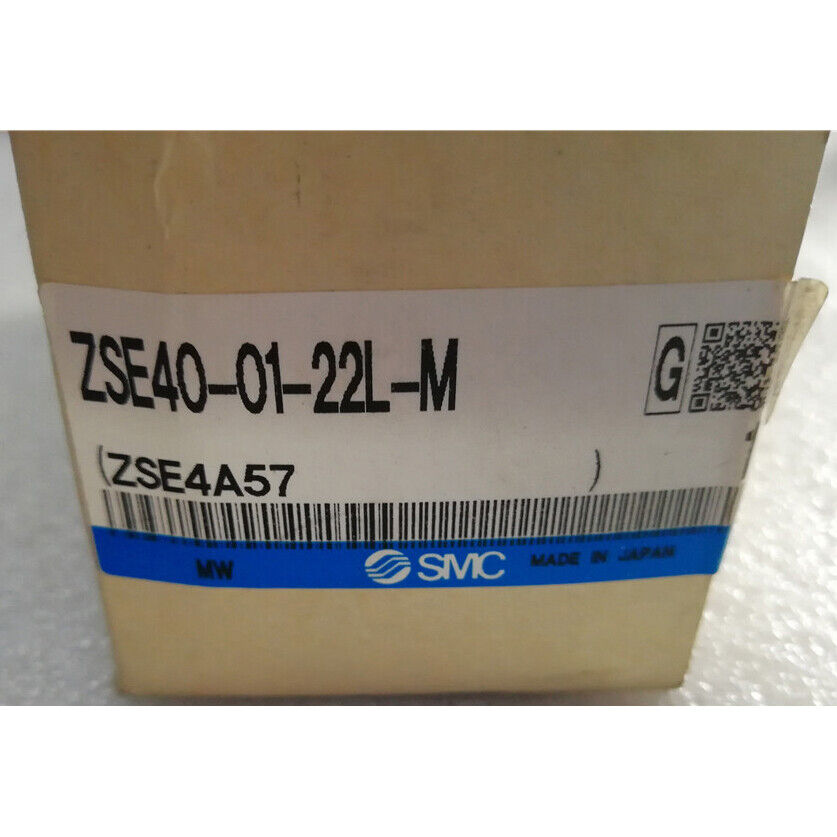 ZSE40-01-22L-M
G
(ZSE4A57 )
MW SMC MADE IN JAPAN